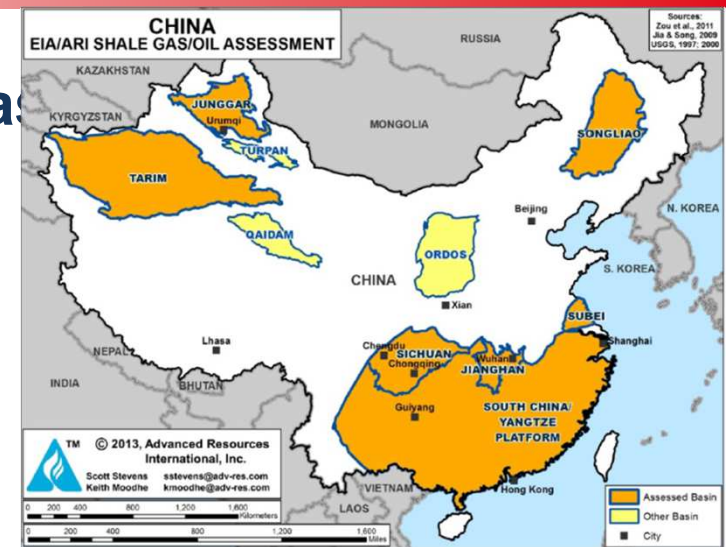 as
CHINA
EIA/ARI SHALE GAS/OIL ASSESSMENT
Sources:
Zou et al., 2011
Jia & Song, 2009
USGS, 1997; 2000
RUSSIA
KAZAKHSTAN
JUNGGAR
Urumqi
KYRGYZSTAN
MONGOLIA
SONGLIAO
TURPAN
TARIM
Beijing
N. KOREA
QAIDAM
ORDOS
CHINA
S. KOREA
Xian
SUBEI
Lhasa
Shanghai
NEPAL
Chengdu
SICHUAN
Wuhan
Chongqing
JIANGHAN
INDIA
BHUTAN
Guiyang
SOUTH CHINA/
YANGTZE
PLATFORM
TM © 2013, Advanced Resources
International, Inc.
Scott Stevens sstevens@adv-res.com
Keith Moodhe kmoodhe@adv-res.com
VIETNAM
LAOS
Hong Kong
0 200 400 800 1,200 1,600
Kilometers
0 200 400 800 1,200 1,600
Miles
Assessed Basin
Other Basin
City